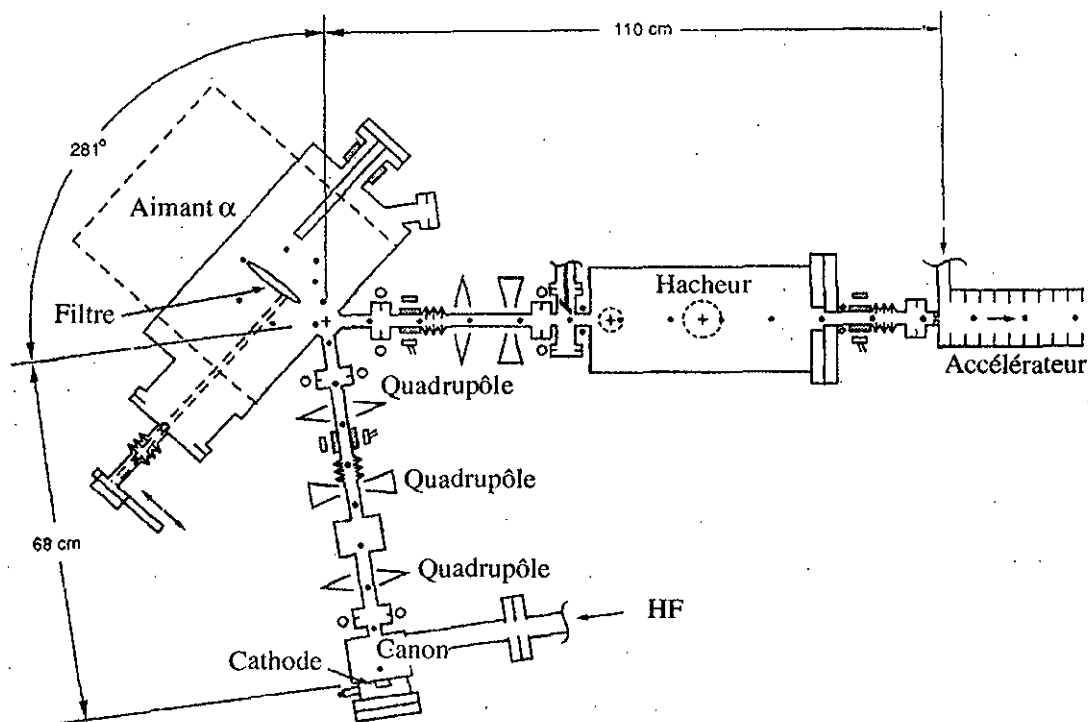 110 cm
281°
Aimant α
Filtre
Hacheur
Accélérateur
Quadrupôle
Quadrupôle
68 cm
Quadrupôle
HF
Canon
Cathode